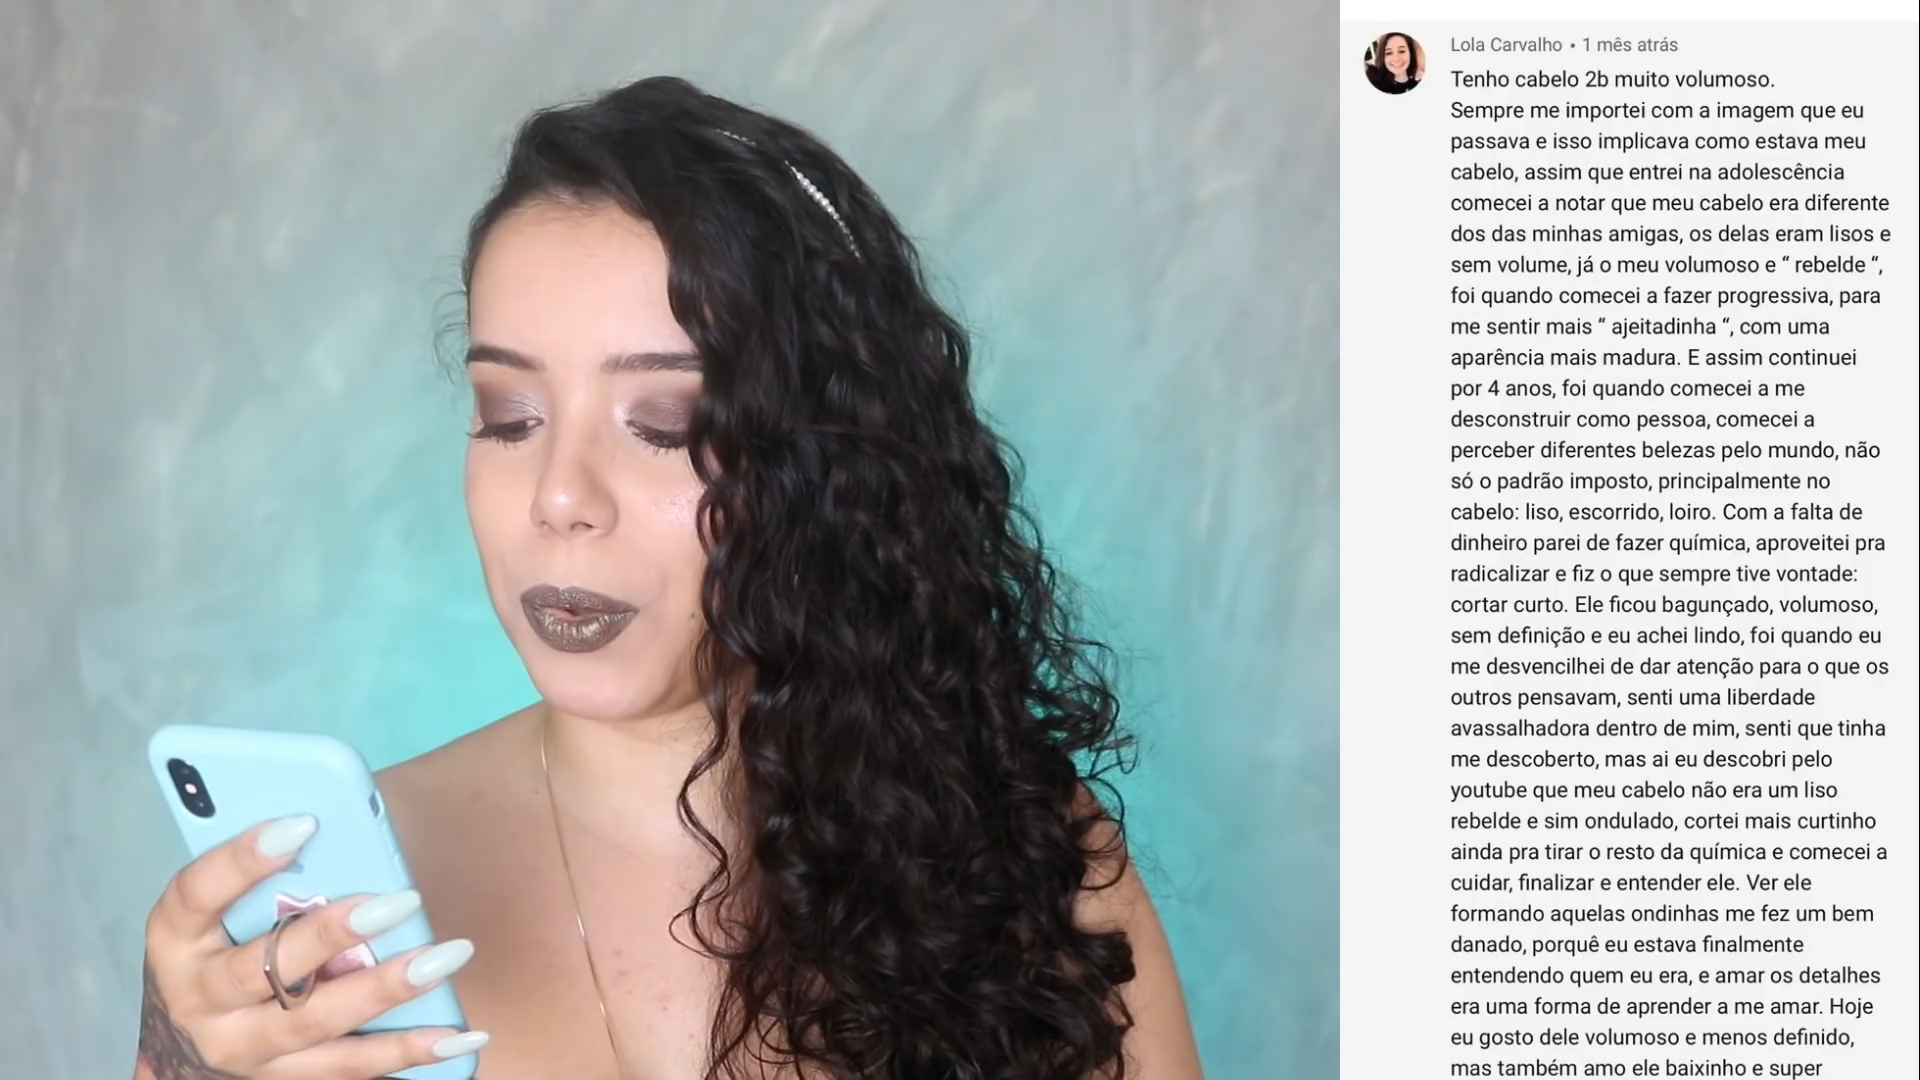 Lola Carvalho • 1 mês atrás
Tenho cabelo 2b muito volumoso.
Sempre me importei com a imagem que eu
passava e isso implicava como estava meu
cabelo, assim que entrei na adolescência
comecei a notar que meu cabelo era diferente
dos das minhas amigas, os delas eram lisos e
sem volume, já o meu volumoso e “ rebelde “,
foi quando comecei a fazer progressiva, para
me sentir mais “ ajeitadinha “, com uma
aparência mais madura. E assim continuei
por 4 anos, foi quando comecei a me
desconstruir como pessoa, comecei a
perceber diferentes belezas pelo mundo, não
só o padrão imposto, principalmente no
cabelo: liso, escorrido, loiro. Com a falta de
dinheiro parei de fazer química, aproveitei pra
radicalizar e fiz o que sempre tive vontade:
cortar curto. Ele ficou bagunçado, volumoso,
sem definição e eu achei lindo, foi quando eu
me desvencilhei de dar atenção para o que os
outros pensavam, senti uma liberdade
avassalhadora dentro de mim, senti que tinha
me descoberto, mas ai eu descobri pelo
youtube que meu cabelo não era um liso
rebelde e sim ondulado, cortei mais curtinho
ainda pra tirar o resto da química e comecei a
cuidar, finalizar e entender ele. Ver ele
formando aquelas ondinhas me fez um bem
danado, porquê eu estava finalmente
entendendo quem eu era, e amar os detalhes
era uma forma de aprender a me amar. Hoje
eu gosto dele volumoso e menos definido,
mas também amo ele baixinho e super